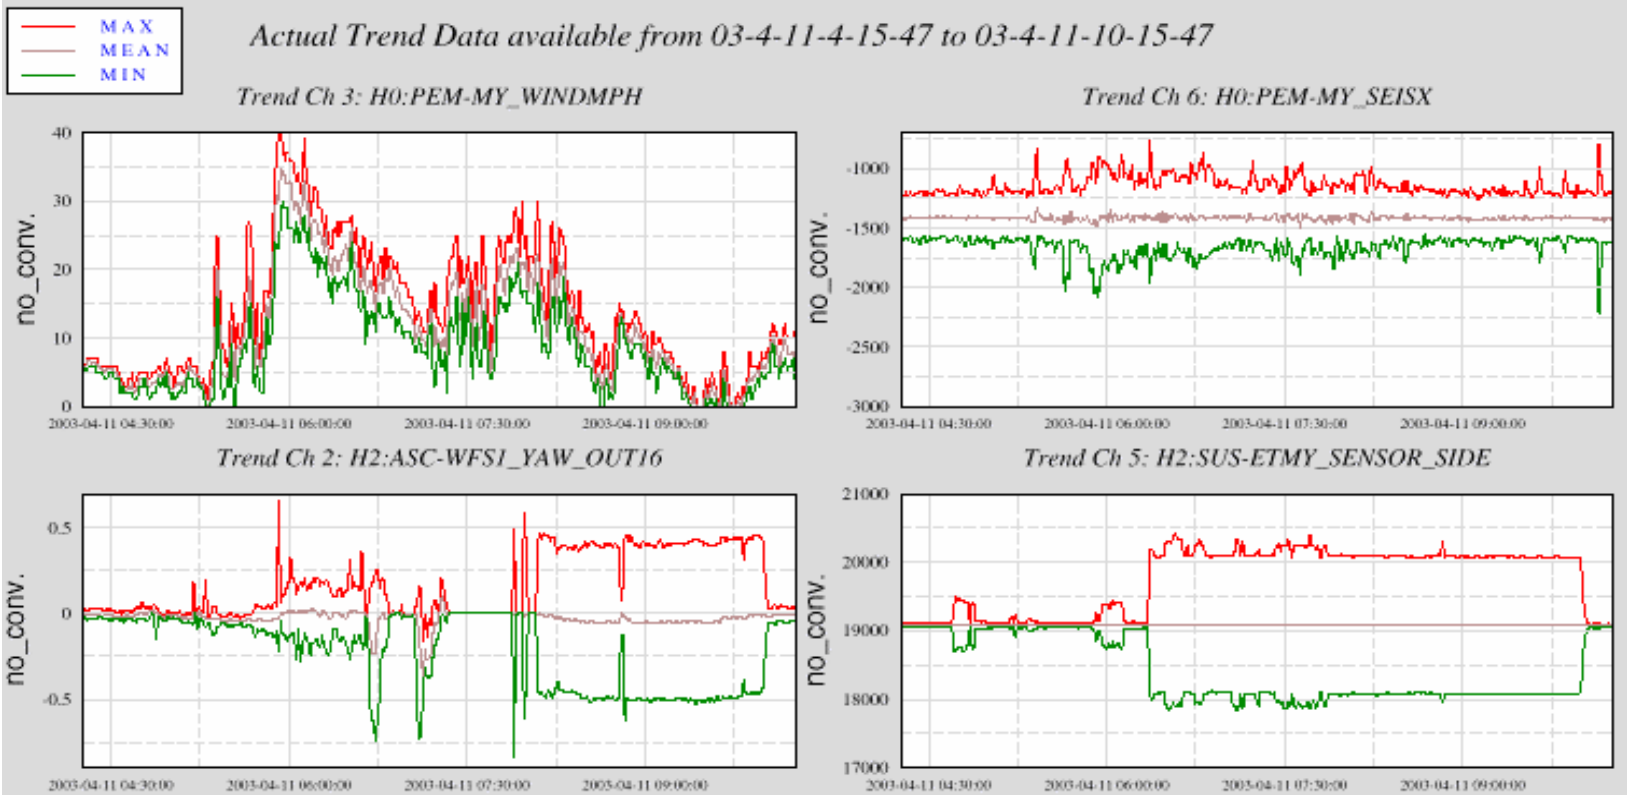 MAX
MEAN
MIN
Actual Trend Data available from 03-4-11-4-15-47 to 03-4-11-10-15-47
Trend Ch 3: H0:PEM-MY_WINDMPH
40
30
20
10
0
no_conv.
2003-04-11 04:30:00 2003-04-11 06:00:00 2003-04-11 07:30:00 2003-04-11 09:00:00
Trend Ch 6: H0:PEM-MY_SEISX
-1000
-1500
-2000
-2500
-3000
no_conv.
2003-04-11 04:30:00 2003-04-11 06:00:00 2003-04-11 07:30:00 2003-04-11 09:00:00
Trend Ch 2: H2:ASC-WFS1_YAW_OUT16
0.5
0
-0.5
no_conv.
2003-04-11 04:30:00 2003-04-11 06:00:00 2003-04-11 07:30:00 2003-04-11 09:00:00
Trend Ch 5: H2:SUS-ETMY_SENSOR_SIDE
21000
20000
19000
18000
17000
no_conv.
2003-04-11 04:30:00 2003-04-11 06:00:00 2003-04-11 07:30:00 2003-04-11 09:00:00